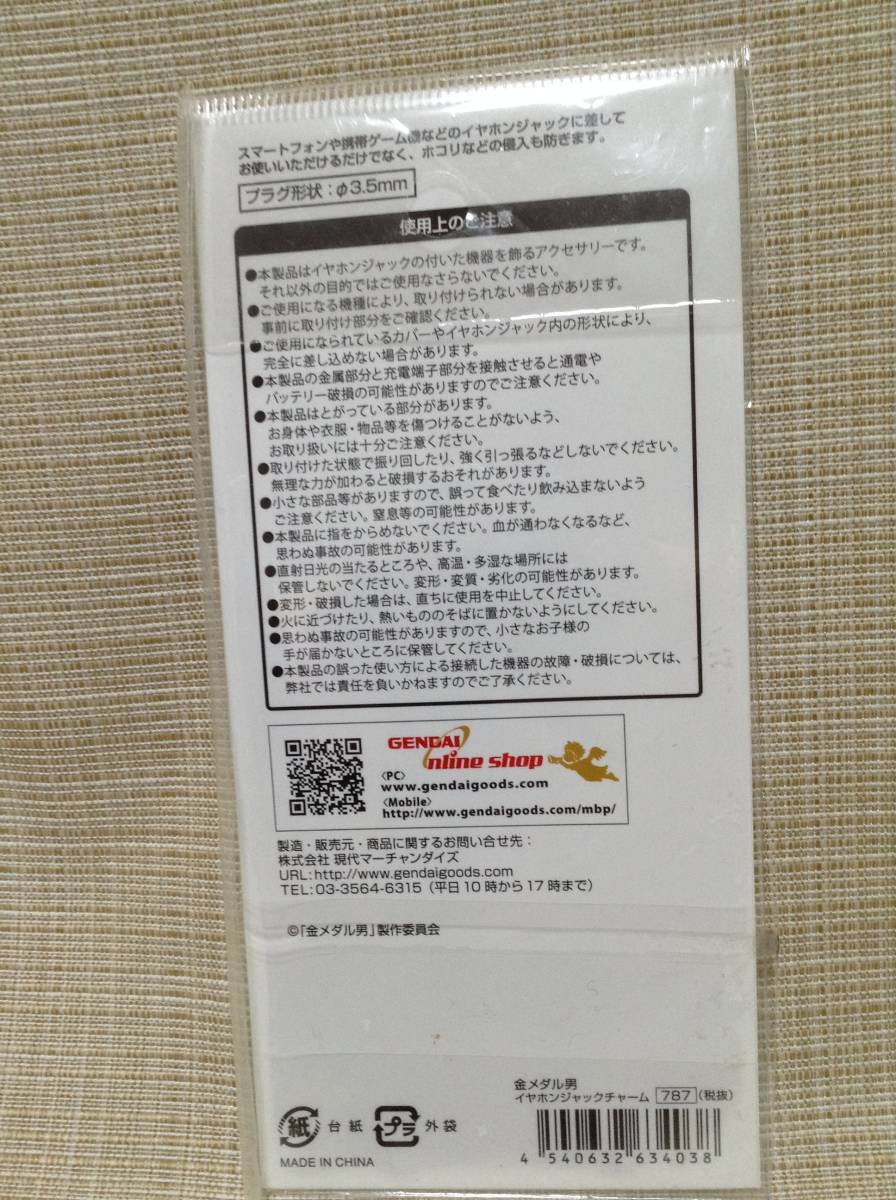 スマートフォンや携帯ゲーム機などのイヤホンジャックに差して
お使いいただけるだけでなく、ホコリなどの侵入も防ぎます。
プラグ形状：φ3.5mm
使用上のご注意
●本製品はイヤホンジャックの付いた機器を飾るアクセサリーです。
それ以外の目的ではご使用なさらないでください。
●ご使用になる機種により、取り付けられない場合があります。
事前に取り付け部分をご確認ください。
●ご使用になられているカバーやイヤホンジャック内の形状により、
完全に差し込めない場合があります。
●本製品の金属部分と充電端子部分を接触させると通電や
バッテリー破損の可能性がありますのでご注意ください。
●本製品はとがっている部分があります。
お身体や衣服・物品等を傷つけることがないよう、
お取り扱いには十分ご注意ください。
●取り付けた状態で振り回したり、強く引っ張るなどしないでください。
無理な力が加わると破損するおそれがあります。
●小さな部品等がありますので、誤って食べたり飲み込まないよう
ご注意ください。窒息等の可能性があります。
●本製品に指をからめないでください。血が通わなくなるなど、
思わぬ事故の可能性があります。
●直射日光の当たるところや、高温・多湿な場所には
保管しないでください。変形・変質・劣化の可能性があります。
●変形・破損した場合は、直ちに使用を中止してください。
●火に近づけたり、熱いもののそばに置かないようにしてください。
●思わぬ事故の可能性がありますので、小さなお子様の
手が届かないところに保管してください。
●本製品の誤った使い方による接続した機器の故障・破損については、
弊社では責任を負いかねますのでご了承ください。
GENDAI
Online shop
〈PC〉
www.gendaigoods.com
〈Mobile〉
http://www.gendaigoods.com/mbp/
製造・販売元・商品に関するお問い合せ先：
株式会社 現代マーチャンダイズ
URL:http://www.gendaigoods.com
TEL:03-3564-6315（平日10時から17時まで）
©「金メダル男」製作委員会
金メダル男
イヤホンジャックチャーム 787（税抜）
紙 台紙 プラ 外袋
MADE IN CHINA
4 540632 634038